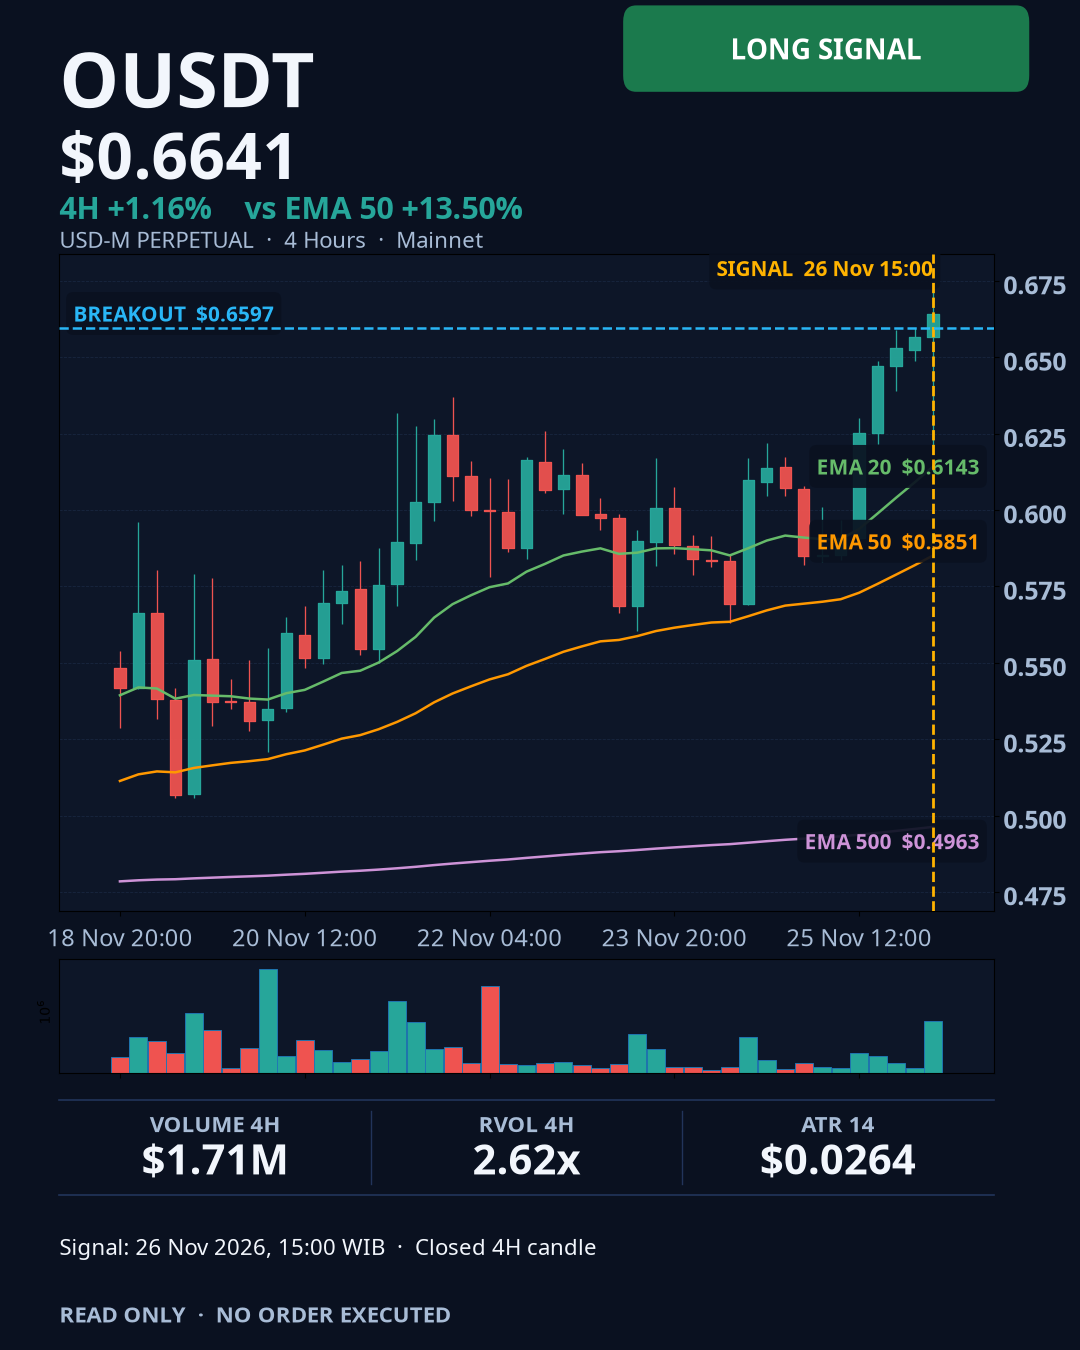 LONG SIGNAL
OUSDT
$0.6641
4H +1.16% vs EMA 50 +13.50%
USD-M PERPETUAL · 4 Hours · Mainnet
SIGNAL 26 Nov 15:00
BREAKOUT $0.6597
0.675
0.650
0.625
EMA 20 $0.6143
0.600
EMA 50 $0.5851
0.575
0.550
0.525
0.500
EMA 500 $0.4963
0.475
18 Nov 20:00 20 Nov 12:00 22 Nov 04:00 23 Nov 20:00 25 Nov 12:00
10⁶
VOLUME 4H RVOL 4H ATR 14
$1.71M 2.62x $0.0264
Signal: 26 Nov 2026, 15:00 WIB · Closed 4H candle
READ ONLY · NO ORDER EXECUTED